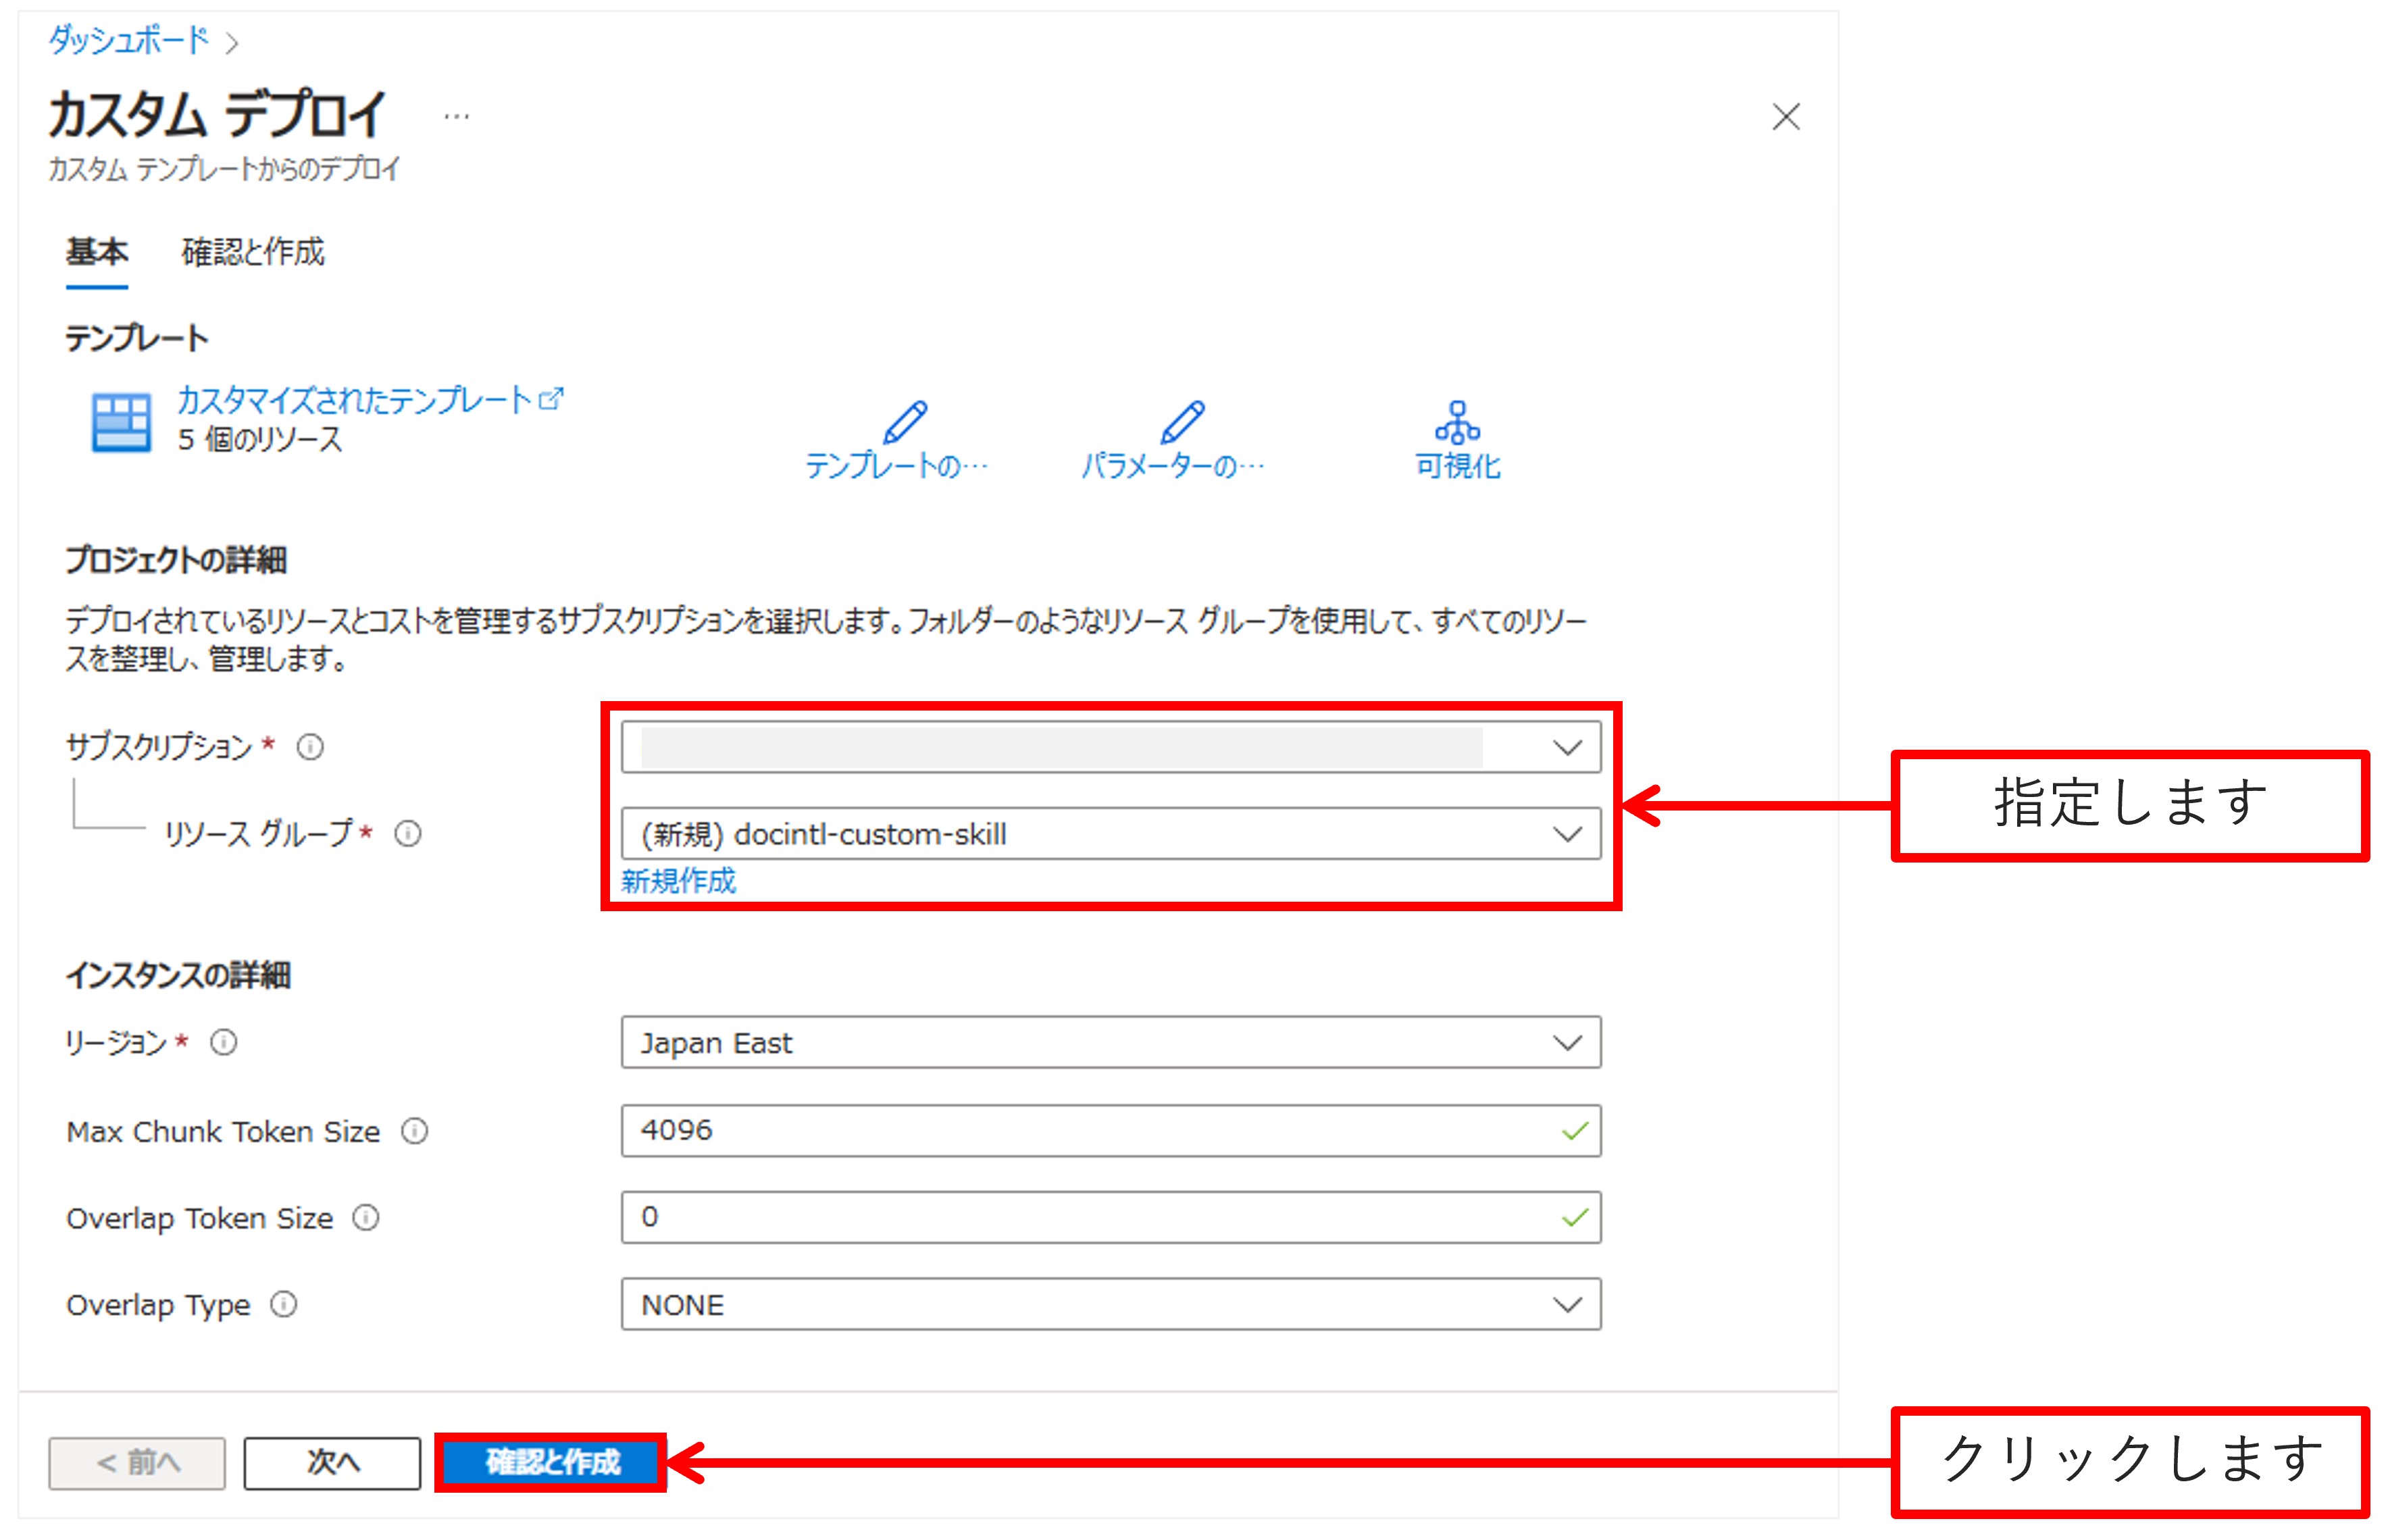 ダッシュボード >
カスタム デプロイ …
カスタム テンプレートからのデプロイ
基本 確認と作成
テンプレート
カスタマイズされたテンプレート
5 個のリソース
テンプレートの… パラメーターの… 可視化
プロジェクトの詳細
デプロイされているリソースとコストを管理するサブスクリプションを選択します。フォルダーのようなリソース グループを使用して、すべてのリソー
スを整理し、管理します。
サブスクリプション *
指定します
リソース グループ * (新規) docintl-custom-skill
新規作成
インスタンスの詳細
リージョン * Japan East
Max Chunk Token Size 4096
Overlap Token Size 0
Overlap Type NONE
< 前へ 次へ 確認と作成 クリックします